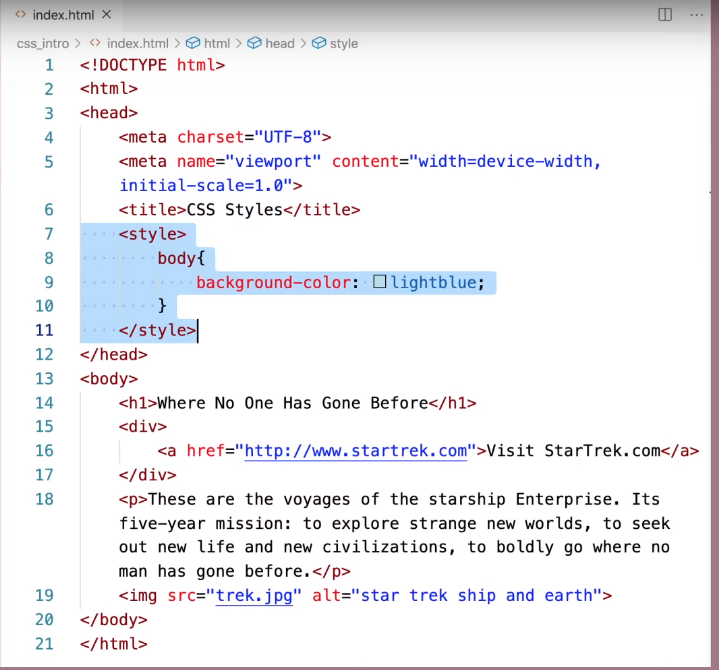 index.html
css_intro > index.html > html > head > style
1 <!DOCTYPE html>
2 <html>
3 <head>
4 <meta charset="UTF-8">
5 <meta name="viewport" content="width=device-width,
initial-scale=1.0">
6 <title>CSS Styles</title>
7 <style>
8 body{
9 background-color: lightblue;
10 }
11 </style>
12 </head>
13 <body>
14 <h1>Where No One Has Gone Before</h1>
15 <div>
16 <a href="http://www.startrek.com">Visit StarTrek.com</a>
17 </div>
18 <p>These are the voyages of the starship Enterprise. Its
five-year mission: to explore strange new worlds, to seek
out new life and new civilizations, to boldly go where no
man has gone before.</p>
19 <img src="trek.jpg" alt="star trek ship and earth">
20 </body>
21 </html>